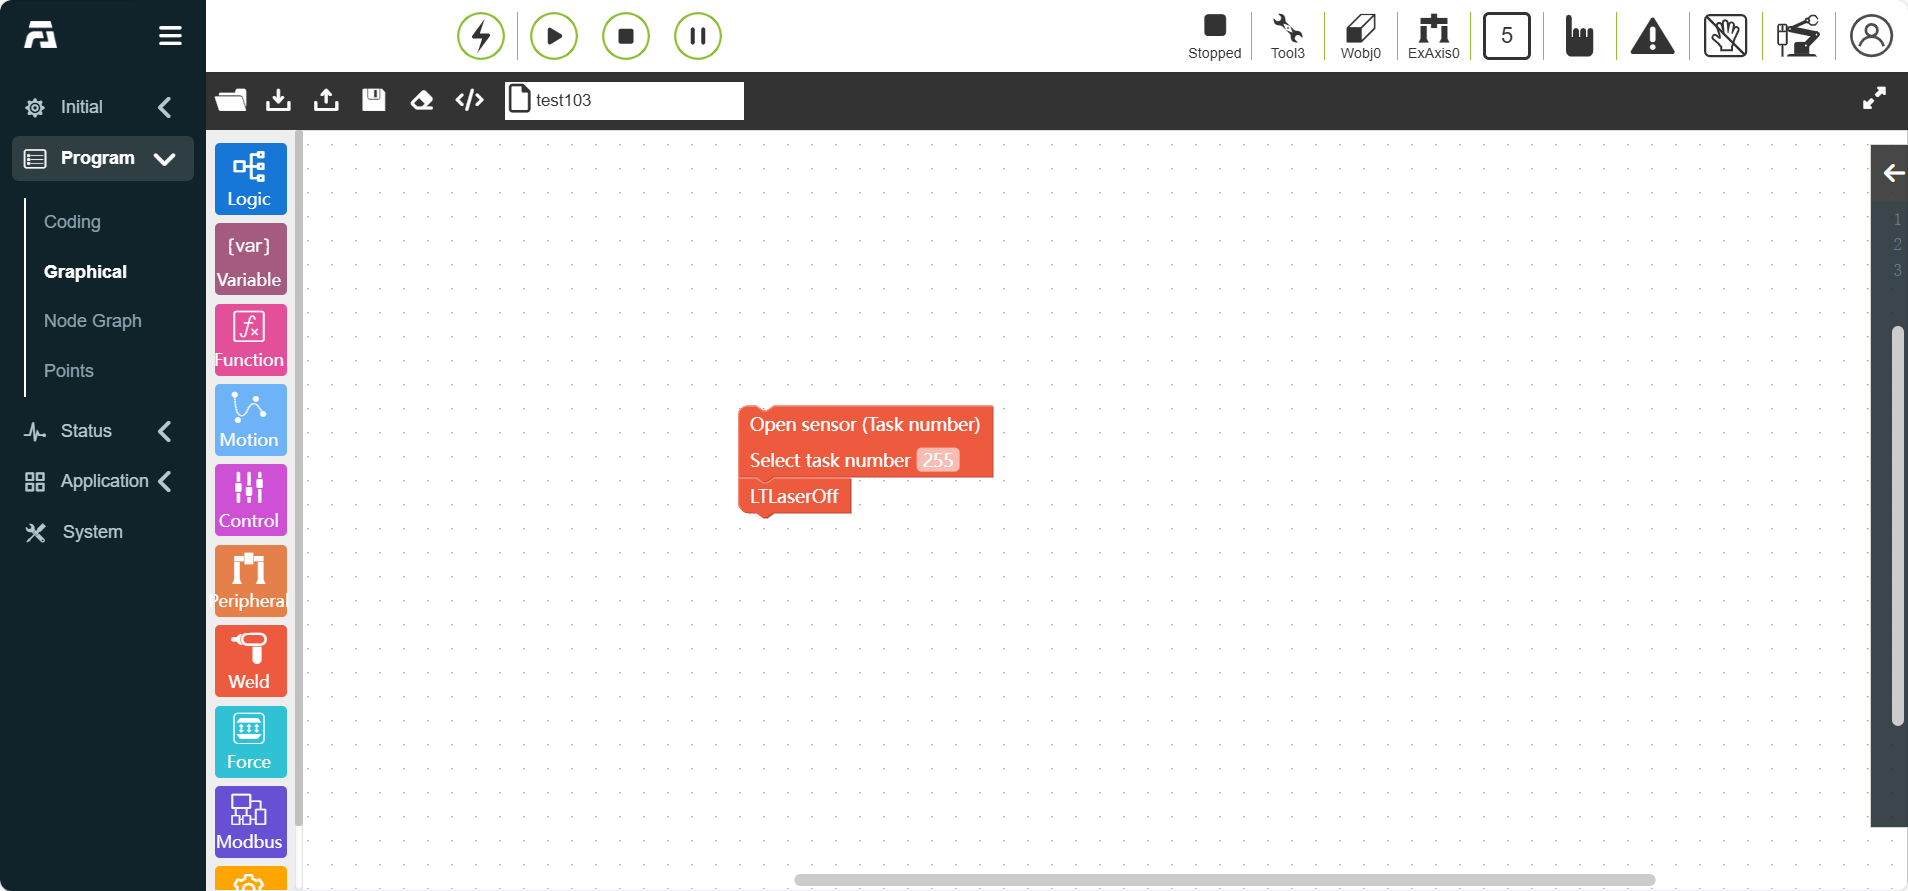 Stopped
Tool3
Wobj0
ExAxis0
5
test103
Initial
Program
Coding
Graphical
Node Graph
Points
Status
Application
System
Logic
{var}
Variable
fx
Function
Motion
Control
Peripheral
Weld
Force
Modbus
Open sensor (Task number)
Select task number 255
LTLaserOff
1
2
3